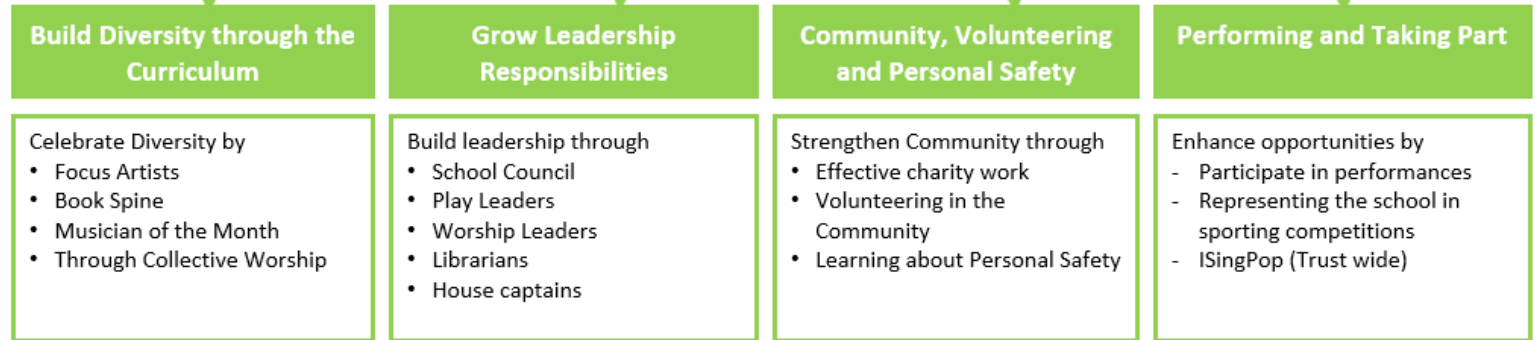 Build Diversity through the
Curriculum
Celebrate Diversity by
• Focus Artists
• Book Spine
• Musician of the Month
• Through Collective Worship
Grow Leadership
Responsibilities
Build leadership through
• School Council
• Play Leaders
• Worship Leaders
• Librarians
• House captains
Community, Volunteering
and Personal Safety
Strengthen Community through
• Effective charity work
• Volunteering in the
Community
• Learning about Personal Safety
Performing and Taking Part
Enhance opportunities by
- Participate in performances
- Representing the school in
sporting competitions
- ISingPop (Trust wide)